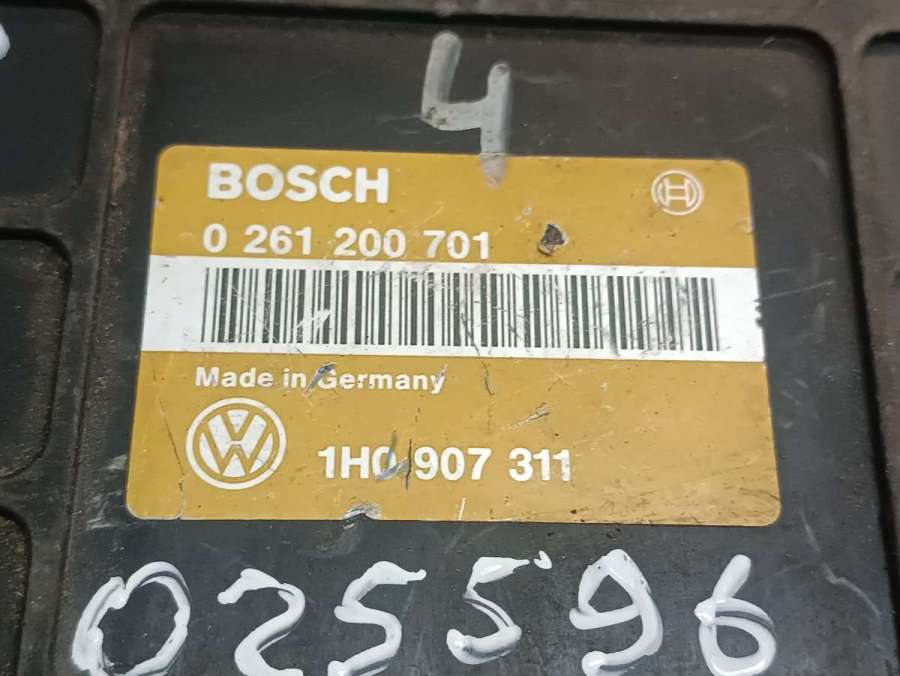 4
BOSCH
0 261 200 701
Made in Germany
1H0 907 311
025596